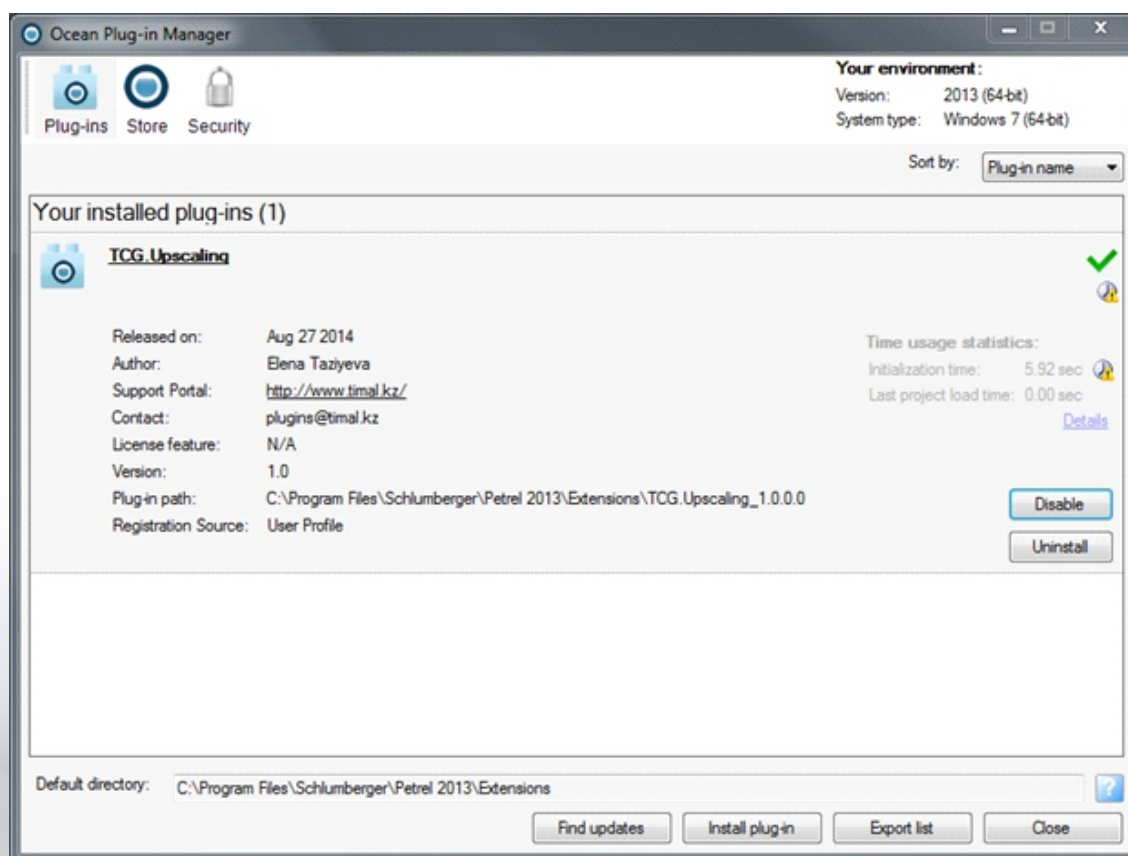 Ocean Plug-in Manager
Plug-ins Store Security
Your environment:
Version: 2013 (64-bit)
System type: Windows 7 (64-bit)
Sort by: Plug-in name
Your installed plug-ins (1)
TCG.Upscaling
Released on: Aug 27 2014
Author: Elena Taziyeva
Support Portal: http://www.timal.kz/
Contact: plugins@timal.kz
License feature: N/A
Version: 1.0
Plug-in path: C:\Program Files\Schlumberger\Petrel 2013\Extensions\TCG.Upscaling_1.0.0.0
Registration Source: User Profile
Time usage statistics:
Initialization time: 5.92 sec
Last project load time: 0.00 sec
Details
Disable
Uninstall
Default directory: C:\Program Files\Schlumberger\Petrel 2013\Extensions
Find updates Install plug-in Export list Close